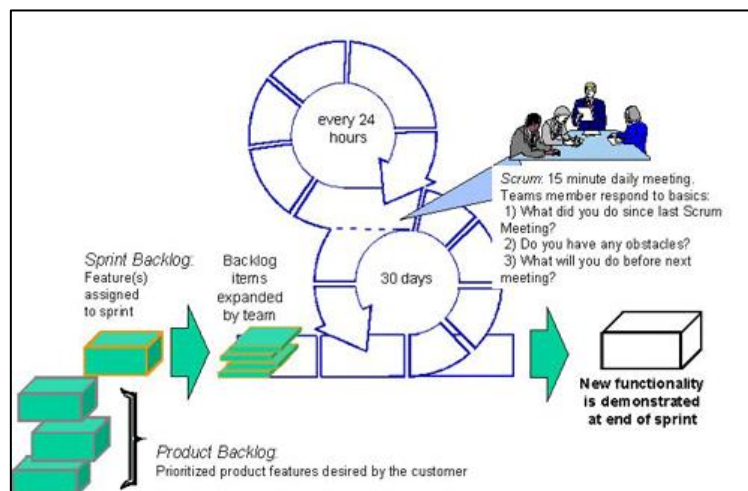 every 24
hours
Scrum: 15 minute daily meeting.
Teams member respond to basics:
1) What did you do since last Scrum
Meeting?
2) Do you have any obstacles?
3) What will you do before next
meeting?
Sprint Backlog:
Feature(s)
assigned
to sprint
Backlog
items
expanded
by team
30 days
New functionality
is demonstrated
at end of sprint
Product Backlog:
Prioritized product features desired by the customer